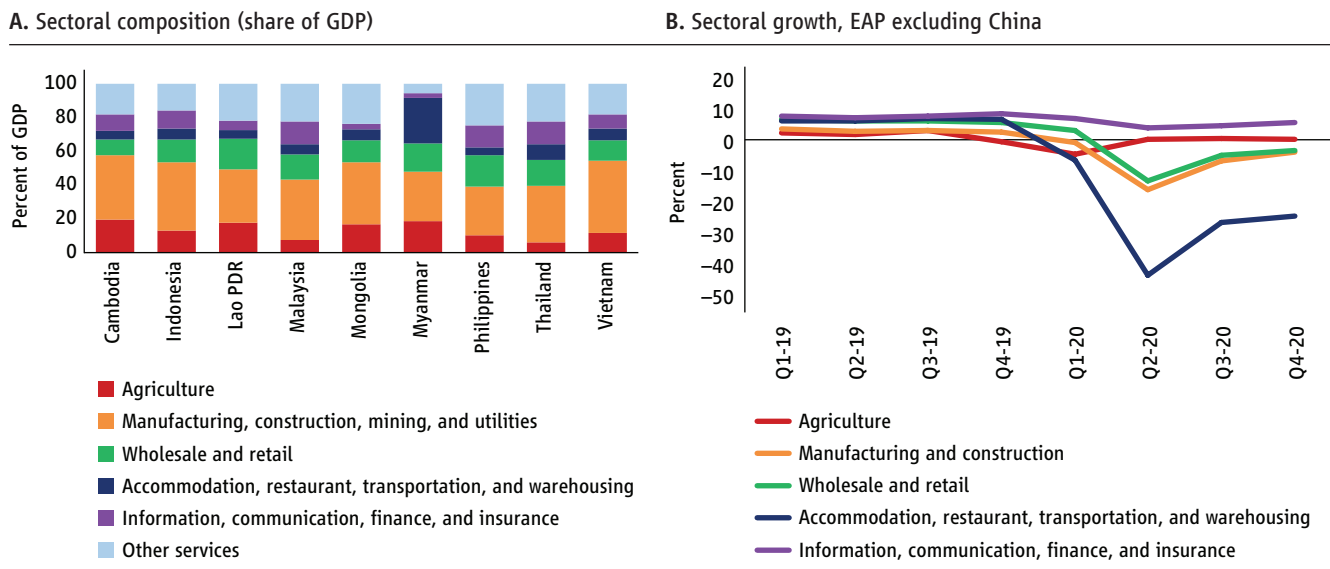 A. Sectoral composition (share of GDP)
Percent of GDP
100
80
60
40
20
0
Cambodia
Indonesia
Lao PDR
Malaysia
Mongolia
Myanmar
Philippines
Thailand
Vietnam
Agriculture
Manufacturing, construction, mining, and utilities
Wholesale and retail
Accommodation, restaurant, transportation, and warehousing
Information, communication, finance, and insurance
Other services
B. Sectoral growth, EAP excluding China
Percent
20
10
0
–10
–20
–30
–40
–50
Q1-19
Q2-19
Q3-19
Q4-19
Q1-20
Q2-20
Q3-20
Q4-20
Agriculture
Manufacturing and construction
Wholesale and retail
Accommodation, restaurant, transportation, and warehousing
Information, communication, finance, and insurance